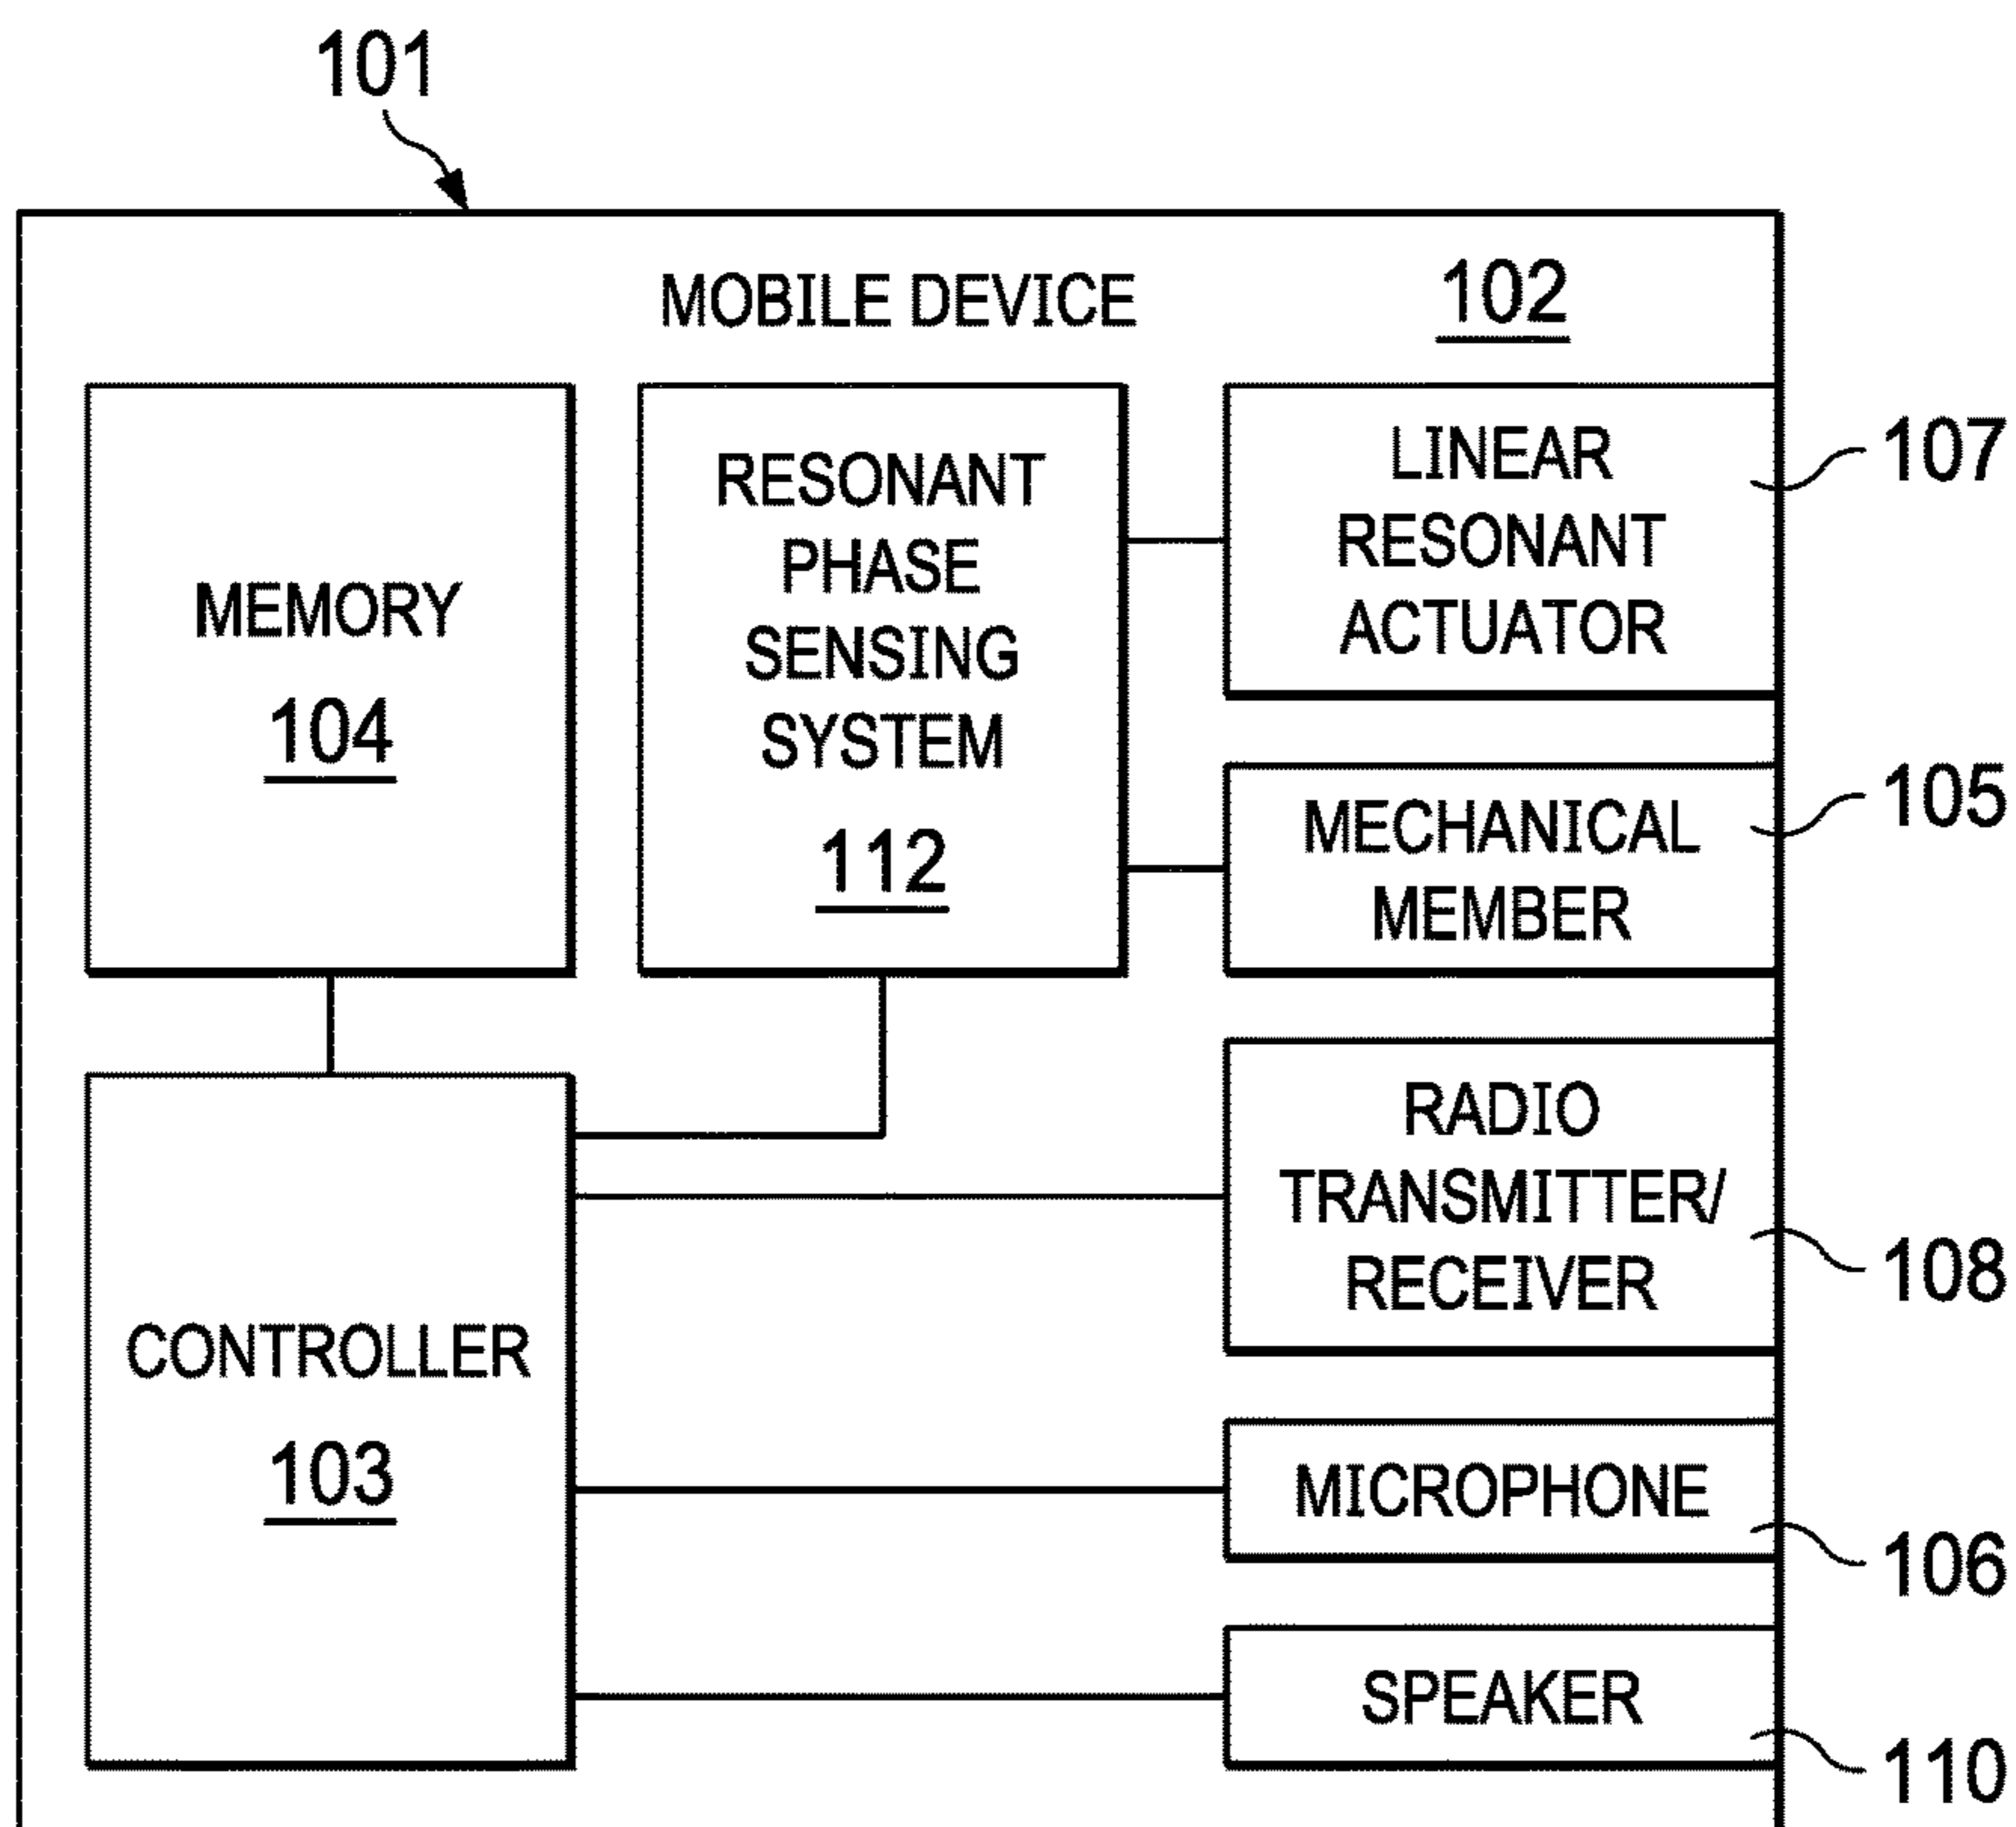 101
MOBILE DEVICE
102
MEMORY
104
RESONANT
PHASE
SENSING
SYSTEM
112
LINEAR
RESONANT
ACTUATOR
107
MECHANICAL
MEMBER
105
CONTROLLER
103
RADIO
TRANSMITTER/
RECEIVER
108
MICROPHONE
106
SPEAKER
110